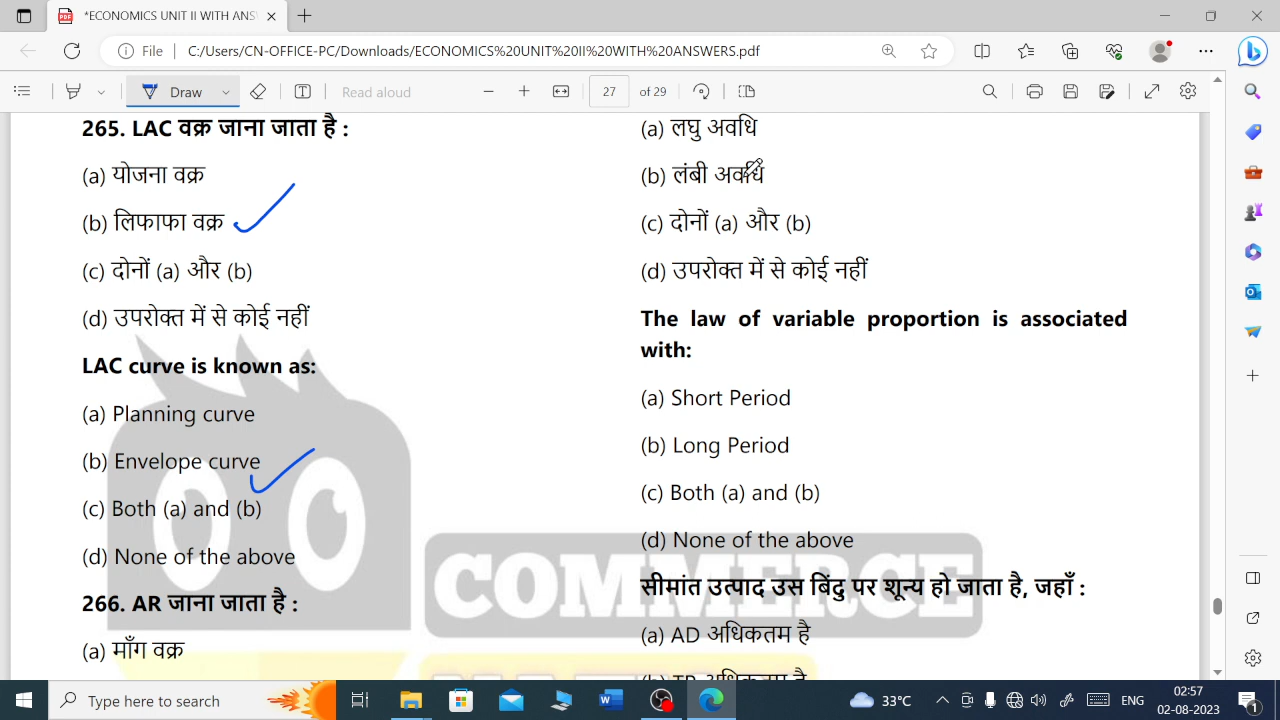 *ECONOMICS UNIT II WITH ANS
File
C:/Users/CN-OFFICE-PC/Downloads/ECONOMICS%20UNIT%20II%20WITH%20ANSWERS.pdf
Draw
Read aloud
27 of 29
265. LAC वक्र जाना जाता है :
(a) योजना वक्र
(b) लिफाफा वक्र
(c) दोनों (a) और (b)
(d) उपरोक्त में से कोई नहीं
LAC curve is known as:
(a) Planning curve
(b) Envelope curve
(c) Both (a) and (b)
(d) None of the above
266. AR जाना जाता है :
(a) माँग वक्र
(a) लघु अवधि
(b) लंबी अवधि
(c) दोनों (a) और (b)
(d) उपरोक्त में से कोई नहीं
The law of variable proportion is associated
with:
(a) Short Period
(b) Long Period
(c) Both (a) and (b)
(d) None of the above
सीमांत उत्पाद उस बिंदु पर शून्य हो जाता है, जहाँ :
(a) AD अधिकतम है
(b) TP अधिकतम है
COMMERCE
Type here to search
33°C
ENG
02:57
02-08-2023